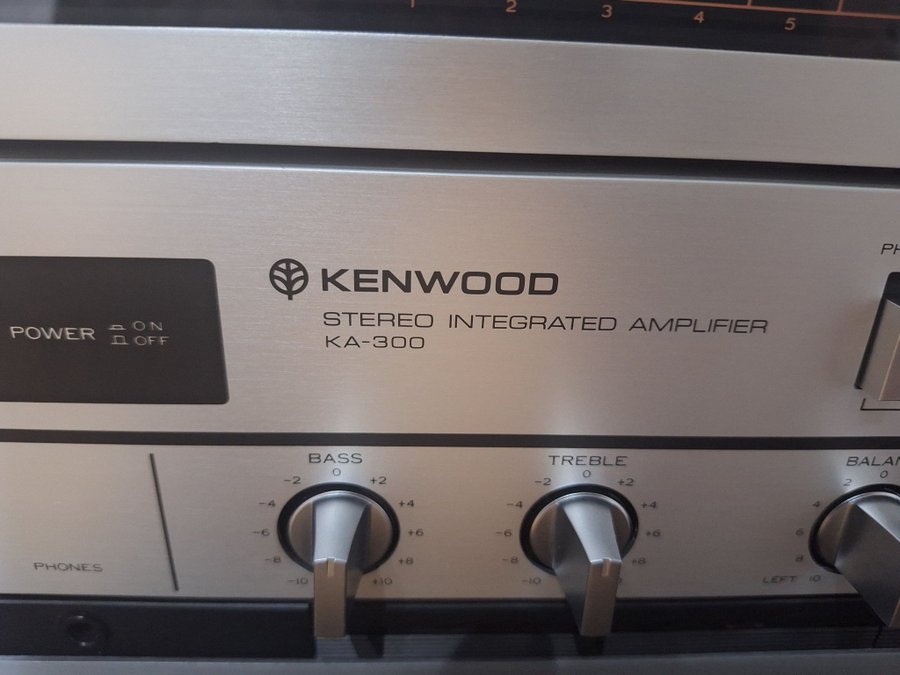 1 2 3 4 5
PH
KENWOOD
POWER ON
OFF
STEREO INTEGRATED AMPLIFIER
KA-300
BASS
0
-2 +2
-4 +4
-6 +6
-8 +8
-10 +10
TREBLE
0
-2 +2
-4 +4
-6 +6
-8 +8
-10
BALAN
0
2
4
6
8
LEFT 10
PHONES